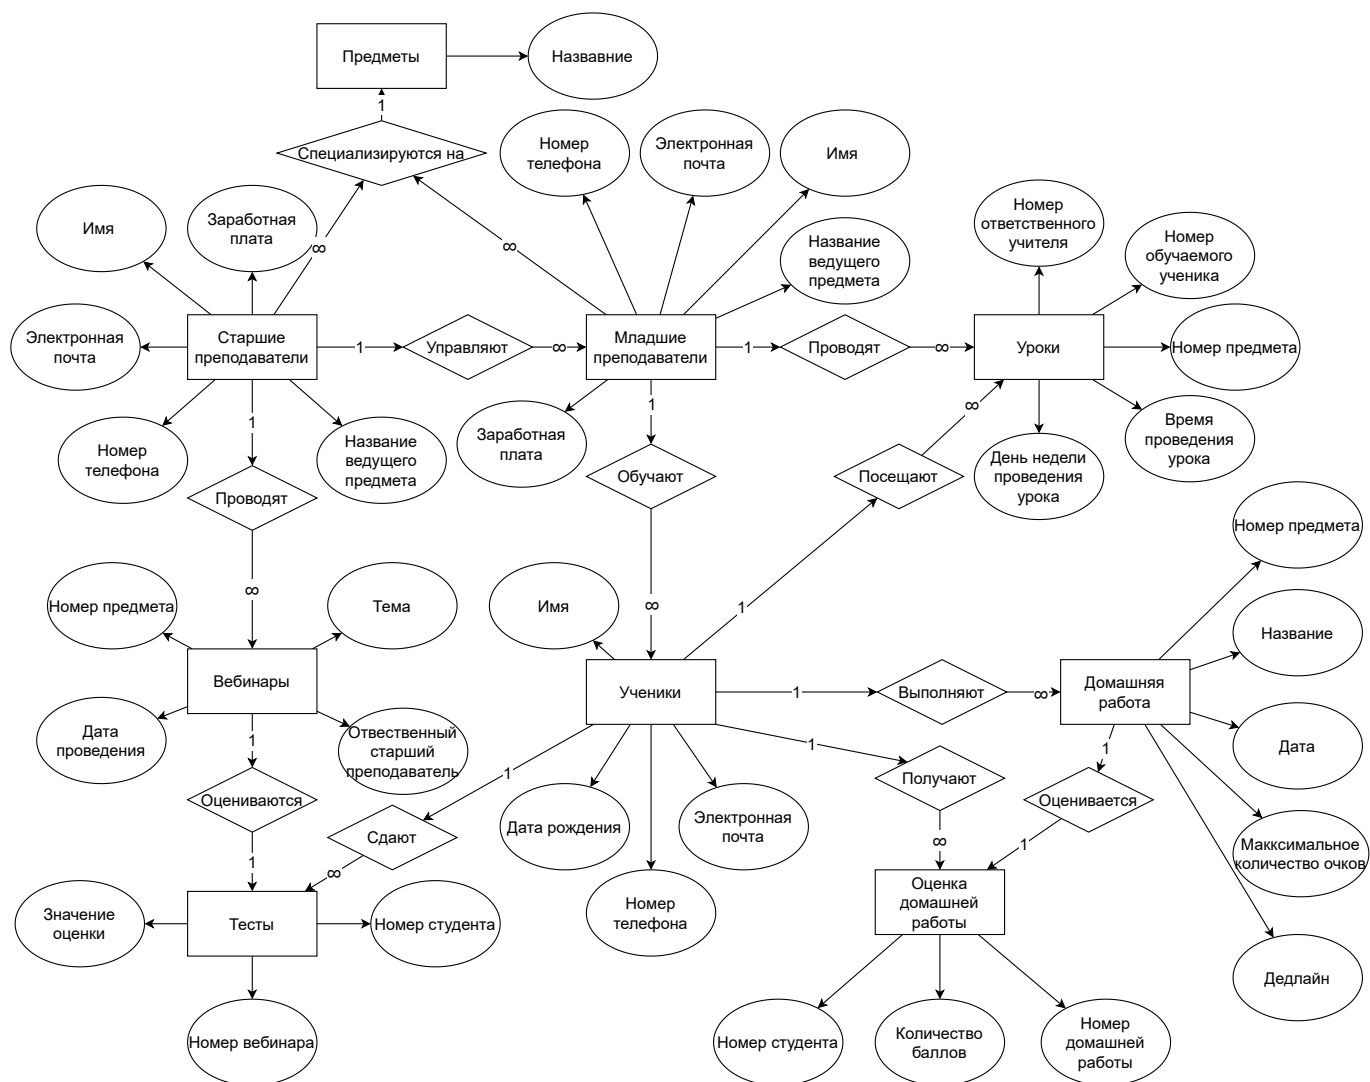 Предметы
Назвавние
1
Специализируются на
Номер
телефона
Электронная
почта
Имя
Имя
Заработная
плата
∞
∞
Название
ведущего
предмета
Номер
ответственного
учителя
Номер
обучаемого
ученика
Электронная
почта
Старшие
преподаватели
1
Управляют
∞
Младшие
преподаватели
1
Проводят
∞
Уроки
Номер предмета
Номер
телефона
1
Название
ведущего
предмета
Заработная
плата
1
∞
День недели
проведения
урока
Время
проведения
урока
Проводят
Обучают
Посещают
Номер предмета
∞
Тема
Имя
∞
1
Номер предмета
Название
Вебинары
Ученики
1
Выполняют
∞
Домашняя
работа
Дата
проведения
1
Отвественный
старший
преподаватель
1
1
1
Дата
Оцениваются
Сдают
Дата рождения
Электронная
почта
Получают
Оценивается
1
∞
Номер
телефона
∞
1
Макксимальное
количество очков
Значение
оценки
Тесты
Номер студента
Оценка
домашней
работы
Дедлайн
Номер вебинара
Номер студента
Количество
баллов
Номер
домашней
работы